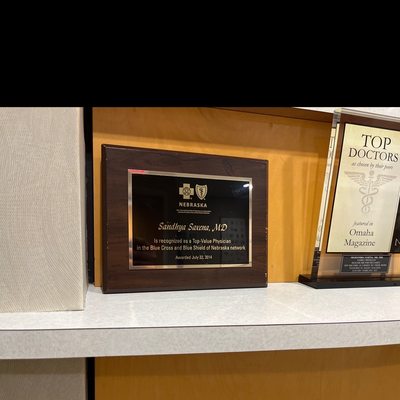 NEBRASKA
Sandhya Saxena, MD
is recognized as a Top-Value Physician
in the Blue Cross and Blue Shield of Nebraska network
Awarded July 22, 2014
TOP
DOCTORS
as chosen by their peers
featured in
Omaha
Magazine